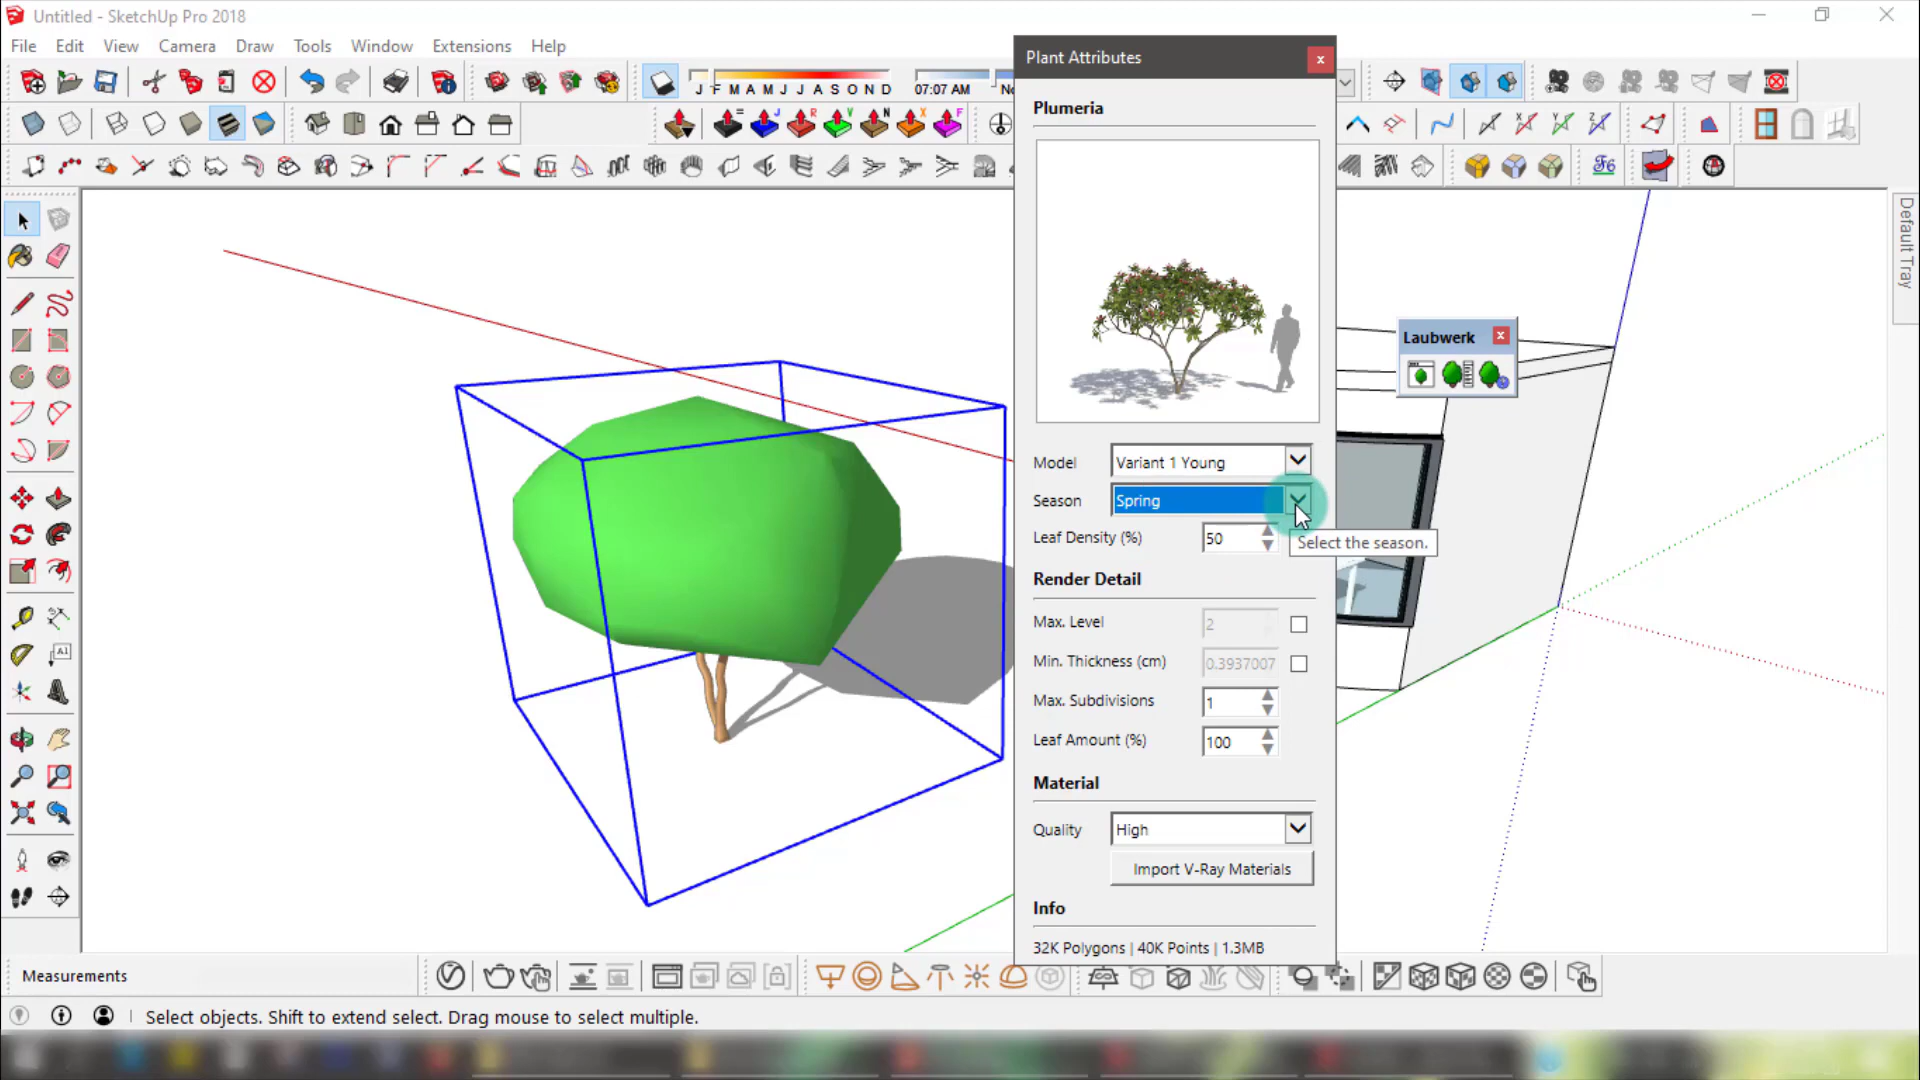 Untitled - SketchUp Pro 2018
File Edit View Camera Draw Tools Window Extensions Help
J F M A M J J A S O N D 07:07 AM
Plant Attributes
Plumeria
Default Tray
Laubwerk
Model Variant 1 Young
Season Spring
Leaf Density (%) 50
Select the season.
Render Detail
Max. Level 2
Min. Thickness (cm) 0.3937007
Max. Subdivisions 1
Leaf Amount (%) 100
Material
Quality High
Import V-Ray Materials
Info
32K Polygons | 40K Points | 1.3MB
Measurements
Select objects. Shift to extend select. Drag mouse to select multiple.